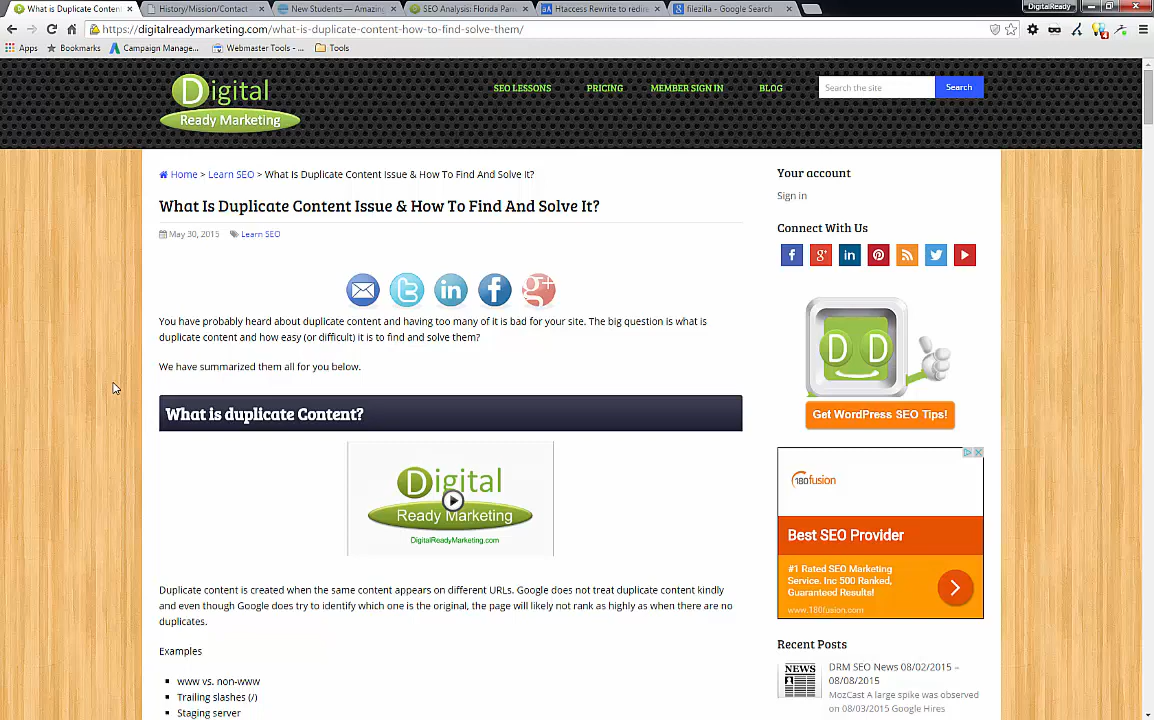 What is Duplicate Conten
History/Mission/Contact
New Students — Amazin
SEO Analysis: Florida Parr
Htaccess Rewrite to redir
filezilla - Google Search
DigitalReady
https://digitalreadymarketing.com/what-is-duplicate-content-how-to-find-solve-them/
Apps Bookmarks Campaign Manage... Webmaster Tools - ... Tools
Digital
Ready Marketing
SEO LESSONS PRICING MEMBER SIGN IN BLOG
Search the site Search
Home > Learn SEO > What Is Duplicate Content Issue & How To Find And Solve It?
What Is Duplicate Content Issue & How To Find And Solve It?
May 30, 2015 Learn SEO
You have probably heard about duplicate content and having too many of it is bad for your site. The big question is what is
duplicate content and how easy (or difficult) it is to find and solve them?
We have summarized them all for you below.
What is duplicate Content?
Digital
Ready Marketing
DigitalReadyMarketing.com
Duplicate content is created when the same content appears on different URLs. Google does not treat duplicate content kindly
and even though Google does try to identify which one is the original, the page will likely not rank as highly as when there are no
duplicates.
Examples
www vs. non-www
Trailing slashes (/)
Staging server
Your account
Sign in
Connect With Us
D D
Get WordPress SEO Tips!
180fusion
Best SEO Provider
#1 Rated SEO Marketing
Service. Inc 500 Ranked,
Guaranteed Results!
www.180fusion.com
Recent Posts
NEWS
DRM SEO News 08/02/2015 –
08/08/2015
MozCast A large spike was observed
on 08/03/2015 Google Hires